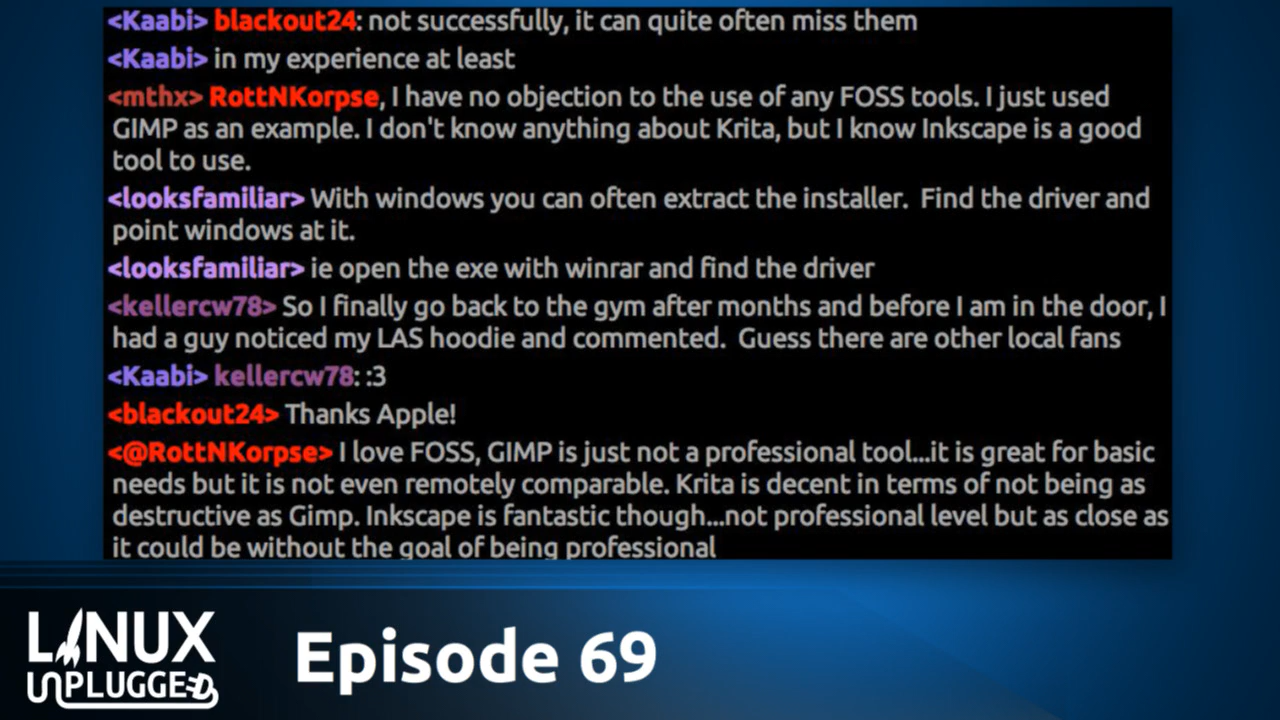 <Kaabi> blackout24: not successfully, it can quite often miss them
<Kaabi> in my experience at least
<mthx> RottNKorpse, I have no objection to the use of any FOSS tools. I just used
GIMP as an example. I don't know anything about Krita, but I know Inkscape is a good
tool to use.
<looksfamiliar> With windows you can often extract the installer.  Find the driver and
point windows at it.
<looksfamiliar> ie open the exe with winrar and find the driver
<kellercw78> So I finally go back to the gym after months and before I am in the door, I
had a guy noticed my LAS hoodie and commented.  Guess there are other local fans
<Kaabi> kellercw78: :3
<blackout24> Thanks Apple!
<@RottNKorpse> I love FOSS, GIMP is just not a professional tool...it is great for basic
needs but it is not even remotely comparable. Krita is decent in terms of not being as
destructive as Gimp. Inkscape is fantastic though...not professional level but as close as
it could be without the goal of being professional
LINUX
UNPLUGGED
Episode 69